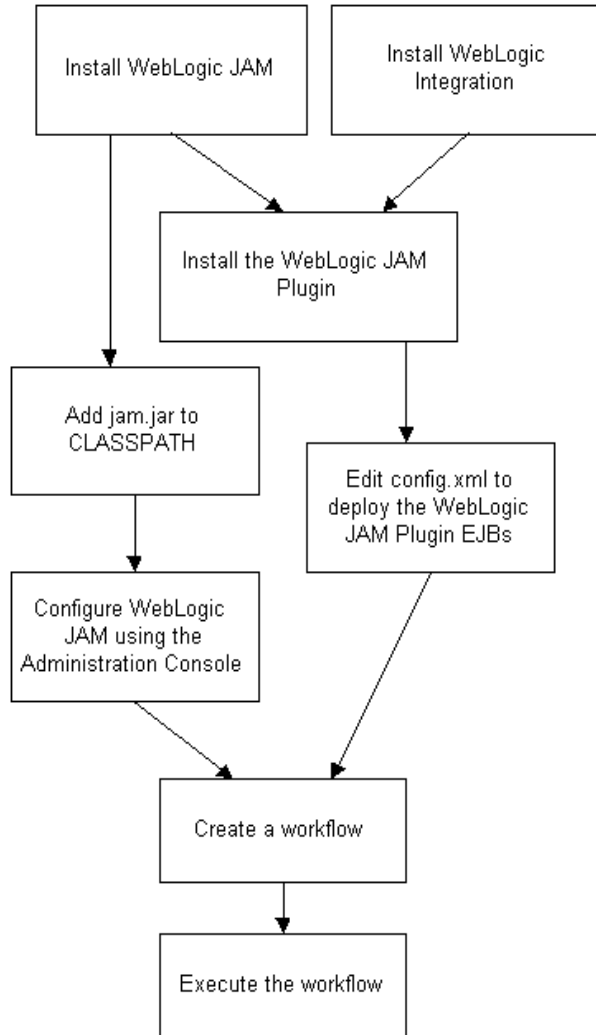 Install WebLogic JAM
Install WebLogic
Integration
Install the WebLogic JAM
Plugin
Add jam.jar to
CLASSPATH
Edit config.xml to
deploy the WebLogic
JAM Plugin EJBs
Configure WebLogic
JAM using the
Administration Console
Create a workflow
Execute the workflow